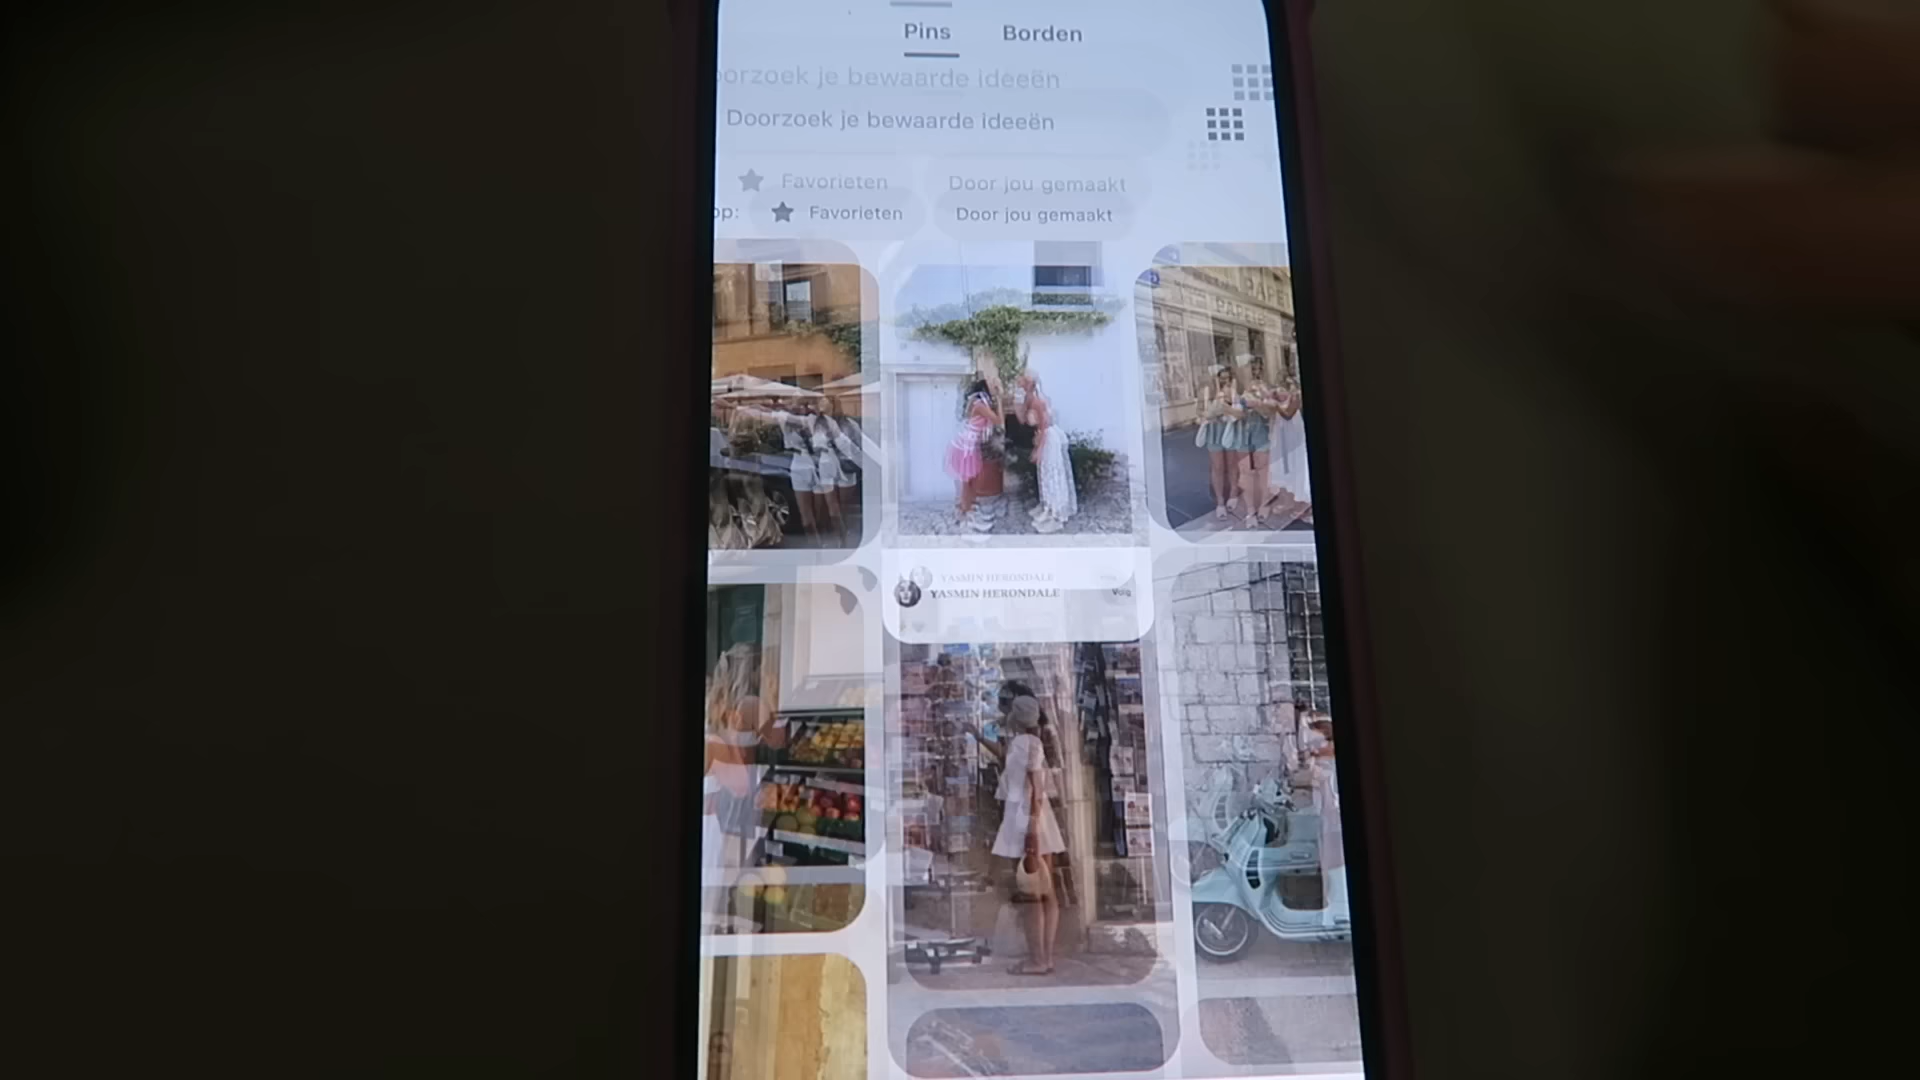 Pins Borden
je bewaarde ideeën
Doorzoek je bewaarde ideeën
Favorieten Door jou gemaakt
op: Favorieten Door jou gemaakt
YASMIN HERONDALE
YASMIN HERONDALE Volg